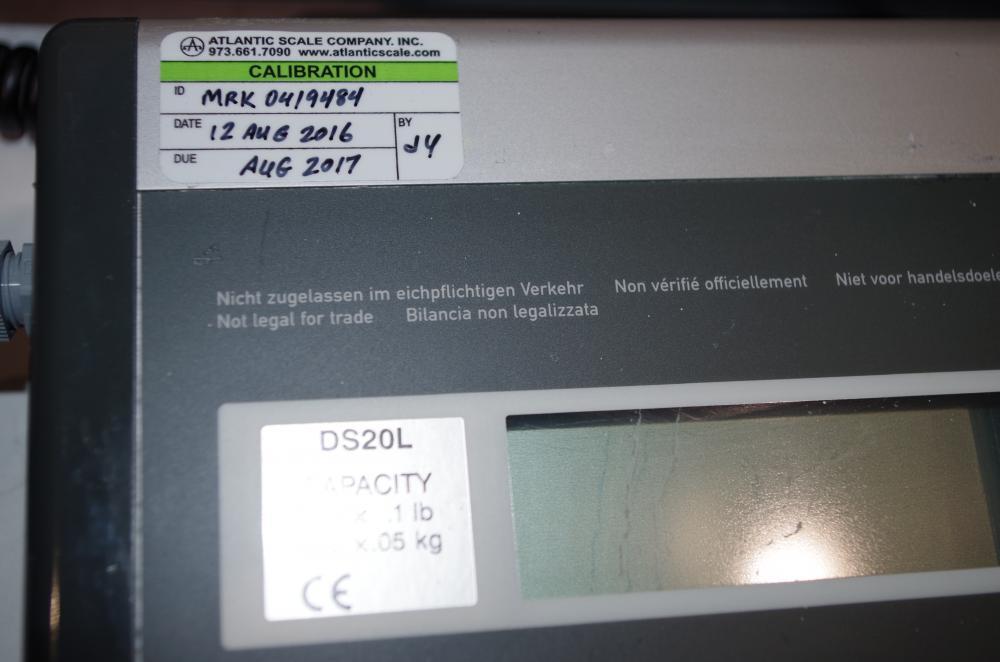 ATLANTIC SCALE COMPANY. INC.
973.661.7090 www.atlanticscale.com
CALIBRATION
ID MRK 0419484
DATE 12 AUG 2016
BY JY
DUE AUG 2017
Nicht zugelassen im eichpflichtigen Verkehr Non vérifié officiellement Niet voor
Not legal for trade Bilancia non legalizzata
DS20L
CAPACITY
x .1 lb
x.05 kg
CE